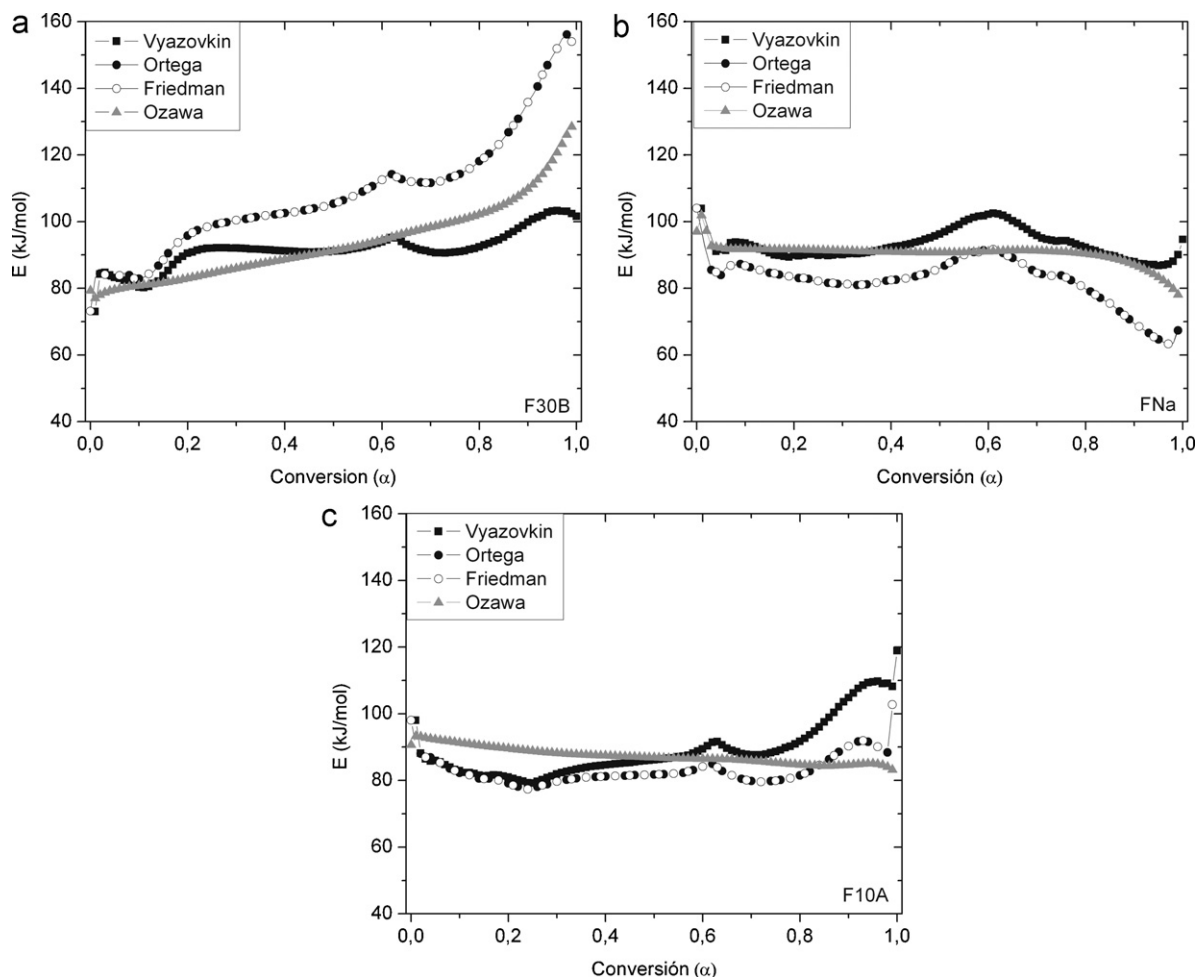 a
160
140
120
100
80
60
40
E (kJ/mol)
Vyazovkin
Ortega
Friedman
Ozawa
F30B
0,0 0,2 0,4 0,6 0,8 1,0
Conversion (α)
b
160
140
120
100
80
60
40
E (kJ/mol)
Vyazovkin
Ortega
Friedman
Ozawa
FNa
0,0 0,2 0,4 0,6 0,8 1,0
Conversión (α)
c
160
140
120
100
80
60
40
E (kJ/mol)
Vyazovkin
Ortega
Friedman
Ozawa
F10A
0,0 0,2 0,4 0,6 0,8 1,0
Conversión (α)